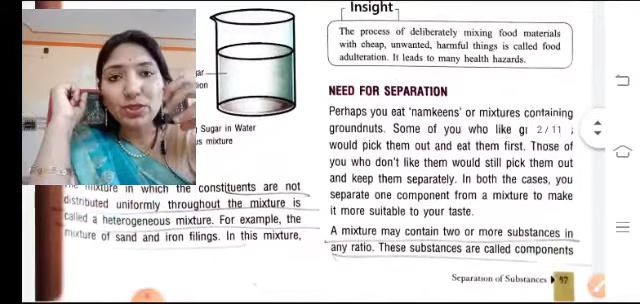 Sugar in Water
us mixture
The mixture in which the constituents are not
distributed uniformly throughout the mixture is
called a heterogeneous mixture. For example, the
mixture of sand and iron filings. In this mixture,
Insight
The process of deliberately mixing food materials
with cheap, unwanted, harmful things is called food
adulteration. It leads to many health hazards.
NEED FOR SEPARATION
Perhaps you eat 'namkeens' or mixtures containing
groundnuts. Some of you who like
2 / 11
would pick them out and eat them first. Those of
you who don't like them would still pick them out
and keep them separately. In both the cases, you
separate one component from a mixture to make
it more suitable to your taste.
A mixture may contain two or more substances in
any ratio. These substances are called components
Separation of Substances 57